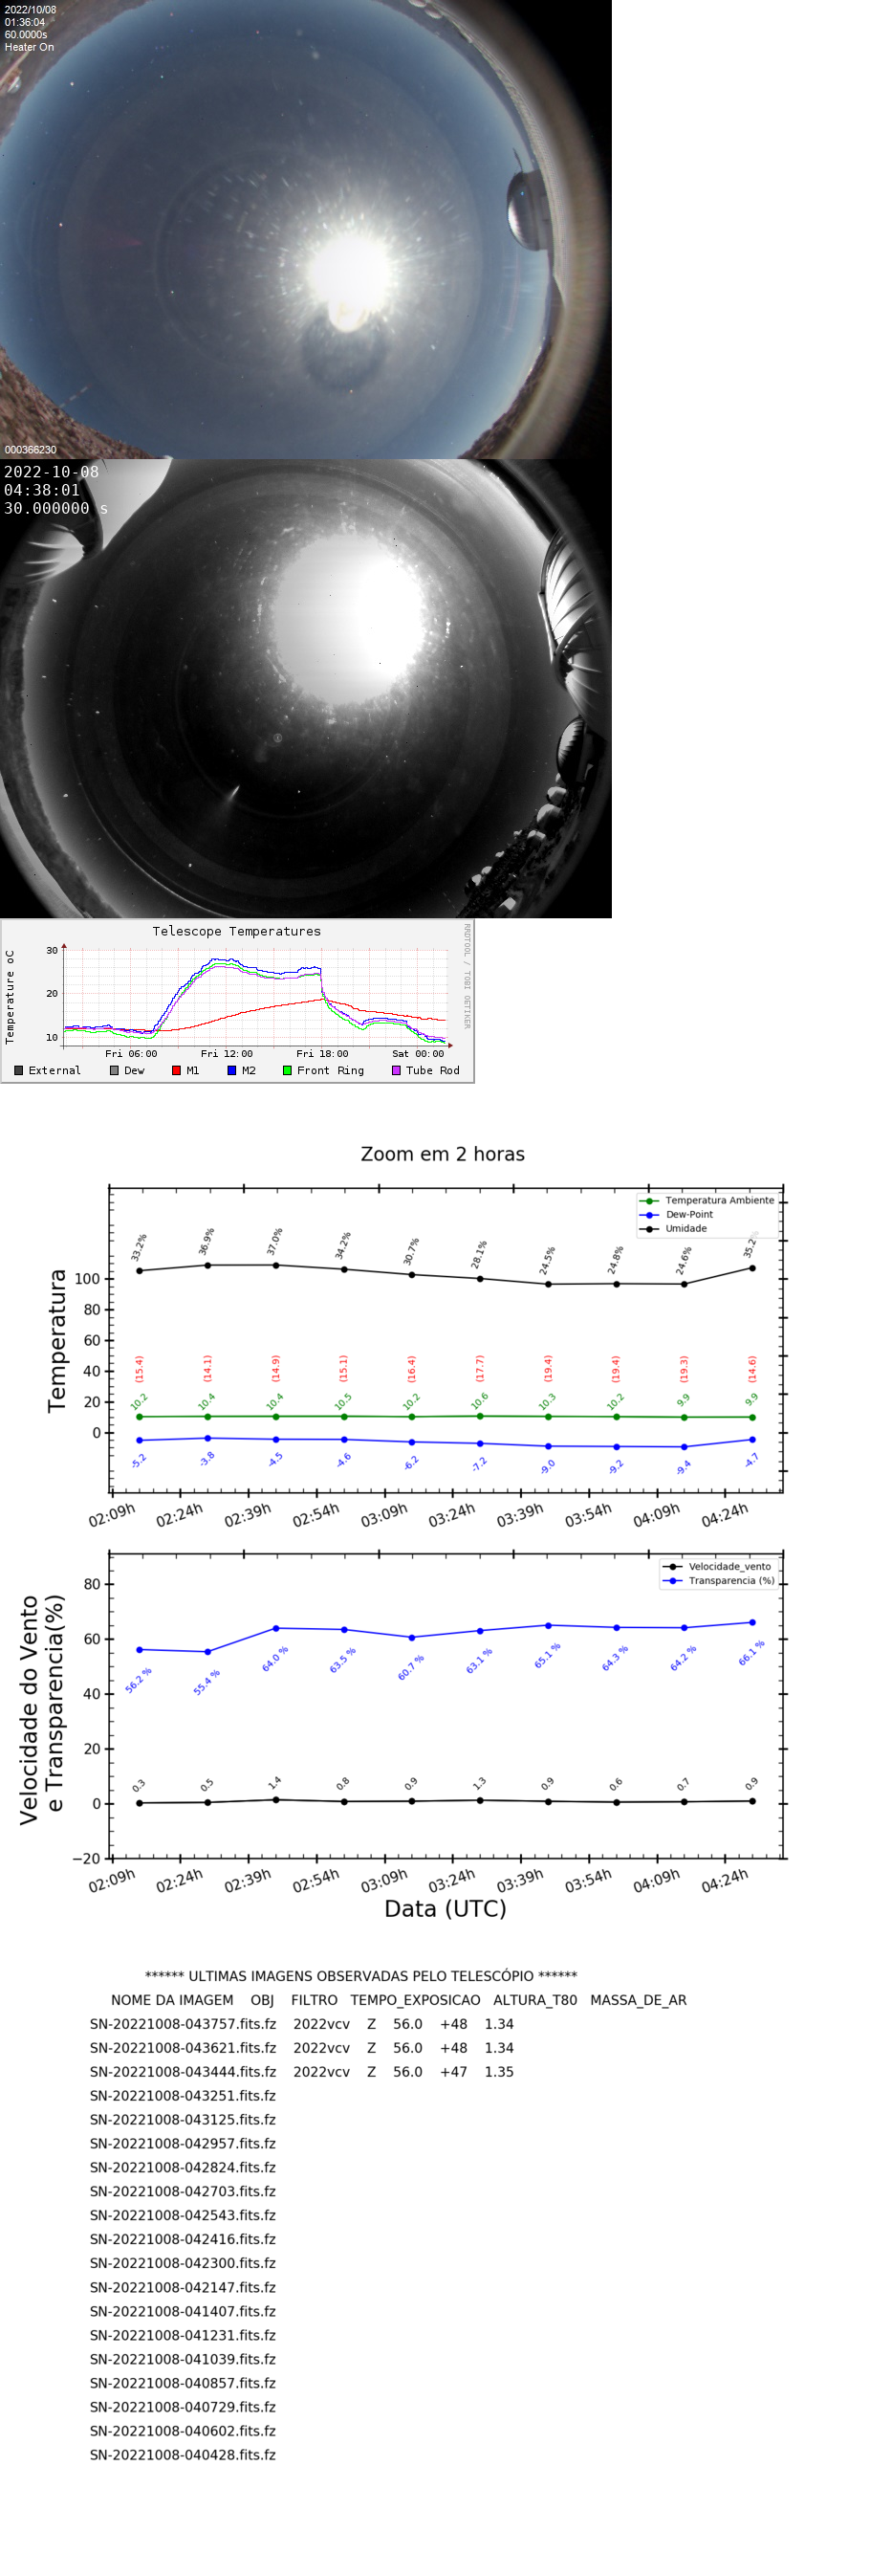 2022/10/08
01:36:04
60.0000s
Heater On
000366230
2022-10-08
04:38:01
30.000000 s
Telescope Temperatures
RRDTOOL / TOBI OETIKER
Temperature oC
30
20
10
Fri 06:00 Fri 12:00 Fri 18:00 Sat 00:00
External Dew M1 M2 Front Ring Tube Rod
Zoom em 2 horas
Temperatura Ambiente
Dew-Point
Umidade
33.2% 36.9% 37.0% 34.2% 30.7% 28.1% 24.5% 24.8% 24.6% 35.2%
Temperatura
100
80
60
40
20
0
(15.4) (14.1) (14.9) (15.1) (16.4) (17.7) (19.4) (19.4) (19.3) (14.6)
10.2 10.4 10.4 10.5 10.2 10.6 10.3 10.2 9.9 9.9
-5.2 -3.8 -4.5 -4.6 -6.2 -7.2 -9.0 -9.2 -9.4 -4.7
02:09h 02:24h 02:39h 02:54h 03:09h 03:24h 03:39h 03:54h 04:09h 04:24h
Velocidade_vento
Transparencia (%)
Velocidade do Vento
e Transparencia(%)
80
60
40
20
0
−20
56.2 % 55.4 % 64.0 % 63.5 % 60.7 % 63.1 % 65.1 % 64.3 % 64.2 % 66.1 %
0.3 0.5 1.4 0.8 0.9 1.3 0.9 0.6 0.7 0.9
02:09h 02:24h 02:39h 02:54h 03:09h 03:24h 03:39h 03:54h 04:09h 04:24h
Data (UTC)
****** ULTIMAS IMAGENS OBSERVADAS PELO TELESCÓPIO ******
NOME DA IMAGEM OBJ FILTRO TEMPO_EXPOSICAO ALTURA_T80 MASSA_DE_AR
SN-20221008-043757.fits.fz 2022vcv Z 56.0 +48 1.34
SN-20221008-043621.fits.fz 2022vcv Z 56.0 +48 1.34
SN-20221008-043444.fits.fz 2022vcv Z 56.0 +47 1.35
SN-20221008-043251.fits.fz
SN-20221008-043125.fits.fz
SN-20221008-042957.fits.fz
SN-20221008-042824.fits.fz
SN-20221008-042703.fits.fz
SN-20221008-042543.fits.fz
SN-20221008-042416.fits.fz
SN-20221008-042300.fits.fz
SN-20221008-042147.fits.fz
SN-20221008-041407.fits.fz
SN-20221008-041231.fits.fz
SN-20221008-041039.fits.fz
SN-20221008-040857.fits.fz
SN-20221008-040729.fits.fz
SN-20221008-040602.fits.fz
SN-20221008-040428.fits.fz